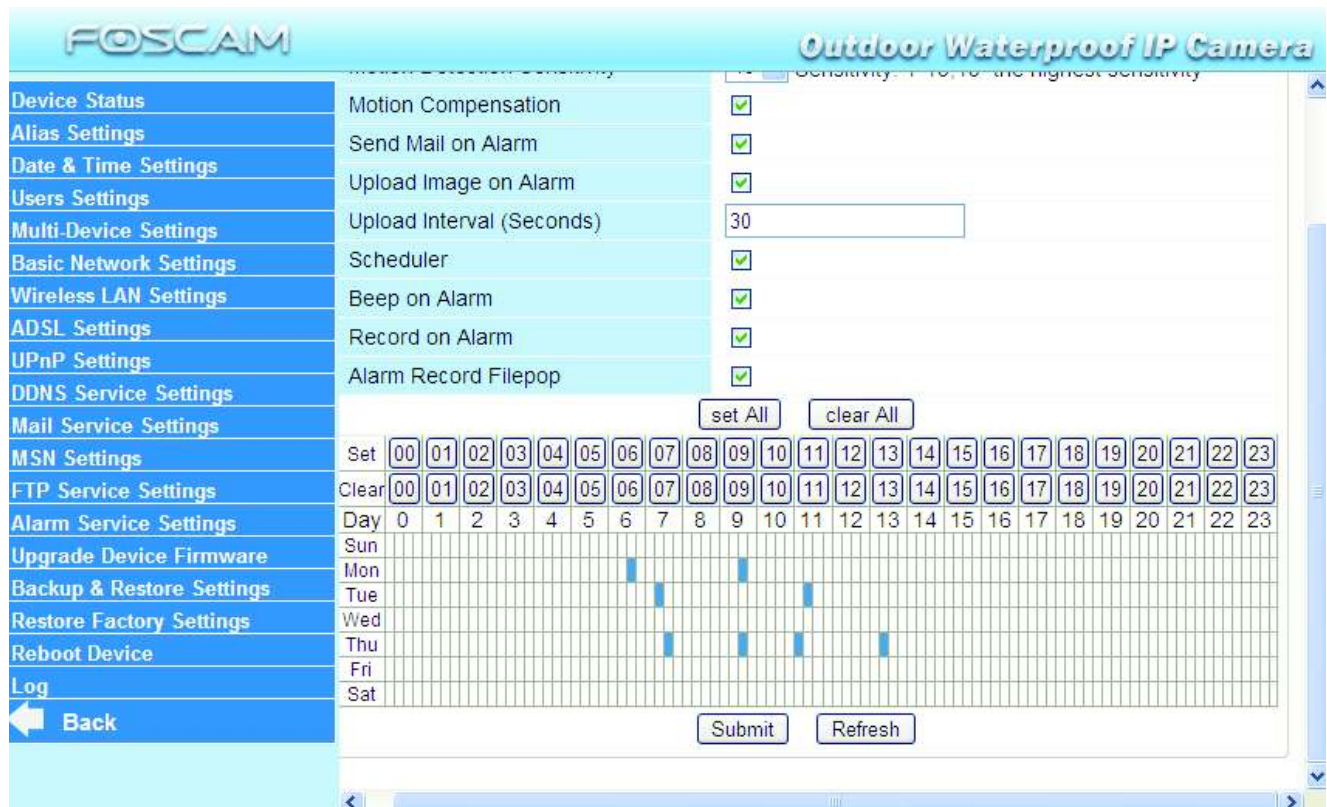 FOSCAM
Outdoor Waterproof IP Camera
Device Status
Alias Settings
Date & Time Settings
Users Settings
Multi-Device Settings
Basic Network Settings
Wireless LAN Settings
ADSL Settings
UPnP Settings
DDNS Service Settings
Mail Service Settings
MSN Settings
FTP Service Settings
Alarm Service Settings
Upgrade Device Firmware
Backup & Restore Settings
Restore Factory Settings
Reboot Device
Log
Back
Motion Compensation
Send Mail on Alarm
Upload Image on Alarm
Upload Interval (Seconds) 30
Scheduler
Beep on Alarm
Record on Alarm
Alarm Record Filepop
set All clear All
Set 00 01 02 03 04 05 06 07 08 09 10 11 12 13 14 15 16 17 18 19 20 21 22 23
Clear 00 01 02 03 04 05 06 07 08 09 10 11 12 13 14 15 16 17 18 19 20 21 22 23
Day 0 1 2 3 4 5 6 7 8 9 10 11 12 13 14 15 16 17 18 19 20 21 22 23
Sun
Mon
Tue
Wed
Thu
Fri
Sat
Submit Refresh